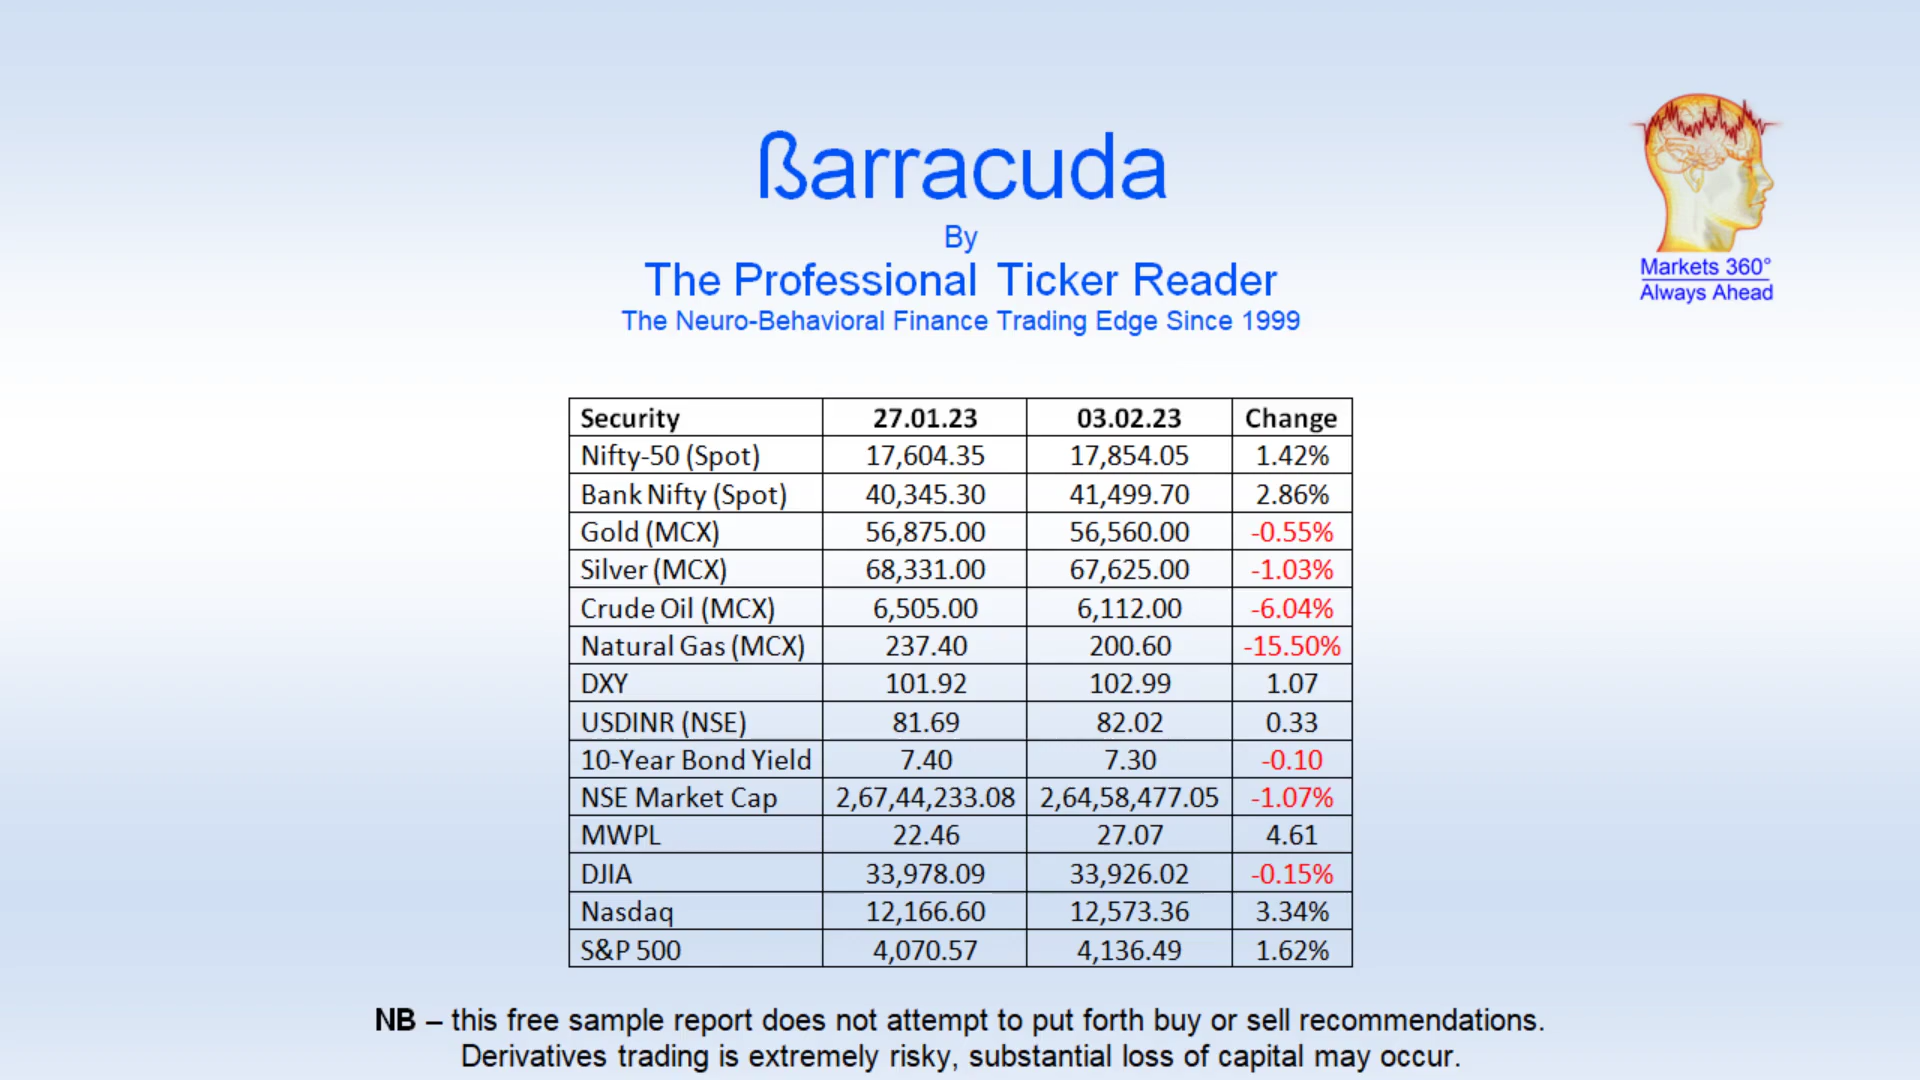 ßarracuda
By
The Professional Ticker Reader
The Neuro-Behavioral Finance Trading Edge Since 1999
Markets 360°
Always Ahead
Security 27.01.23 03.02.23 Change
Nifty-50 (Spot) 17,604.35 17,854.05 1.42%
Bank Nifty (Spot) 40,345.30 41,499.70 2.86%
Gold (MCX) 56,875.00 56,560.00 -0.55%
Silver (MCX) 68,331.00 67,625.00 -1.03%
Crude Oil (MCX) 6,505.00 6,112.00 -6.04%
Natural Gas (MCX) 237.40 200.60 -15.50%
DXY 101.92 102.99 1.07
USDINR (NSE) 81.69 82.02 0.33
10-Year Bond Yield 7.40 7.30 -0.10
NSE Market Cap 2,67,44,233.08 2,64,58,477.05 -1.07%
MWPL 22.46 27.07 4.61
DJIA 33,978.09 33,926.02 -0.15%
Nasdaq 12,166.60 12,573.36 3.34%
S&P 500 4,070.57 4,136.49 1.62%
NB – this free sample report does not attempt to put forth buy or sell recommendations.
Derivatives trading is extremely risky, substantial loss of capital may occur.